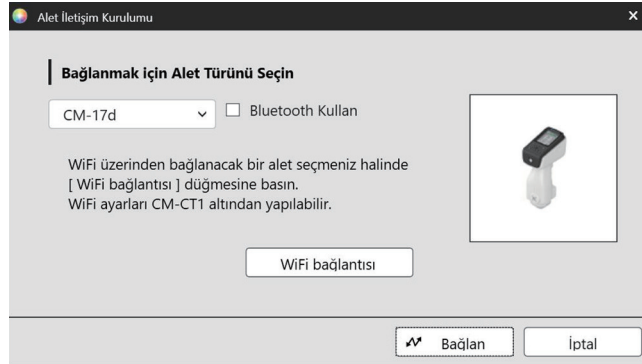 Alet İletişim Kurulumu
Bağlanmak için Alet Türünü Seçin
CM-17d
Bluetooth Kullan
WiFi üzerinden bağlanacak bir alet seçmeniz halinde
[ WiFi bağlantısı ] düğmesine basın.
WiFi ayarları CM-CT1 altından yapılabilir.
WiFi bağlantısı
Bağlan
İptal